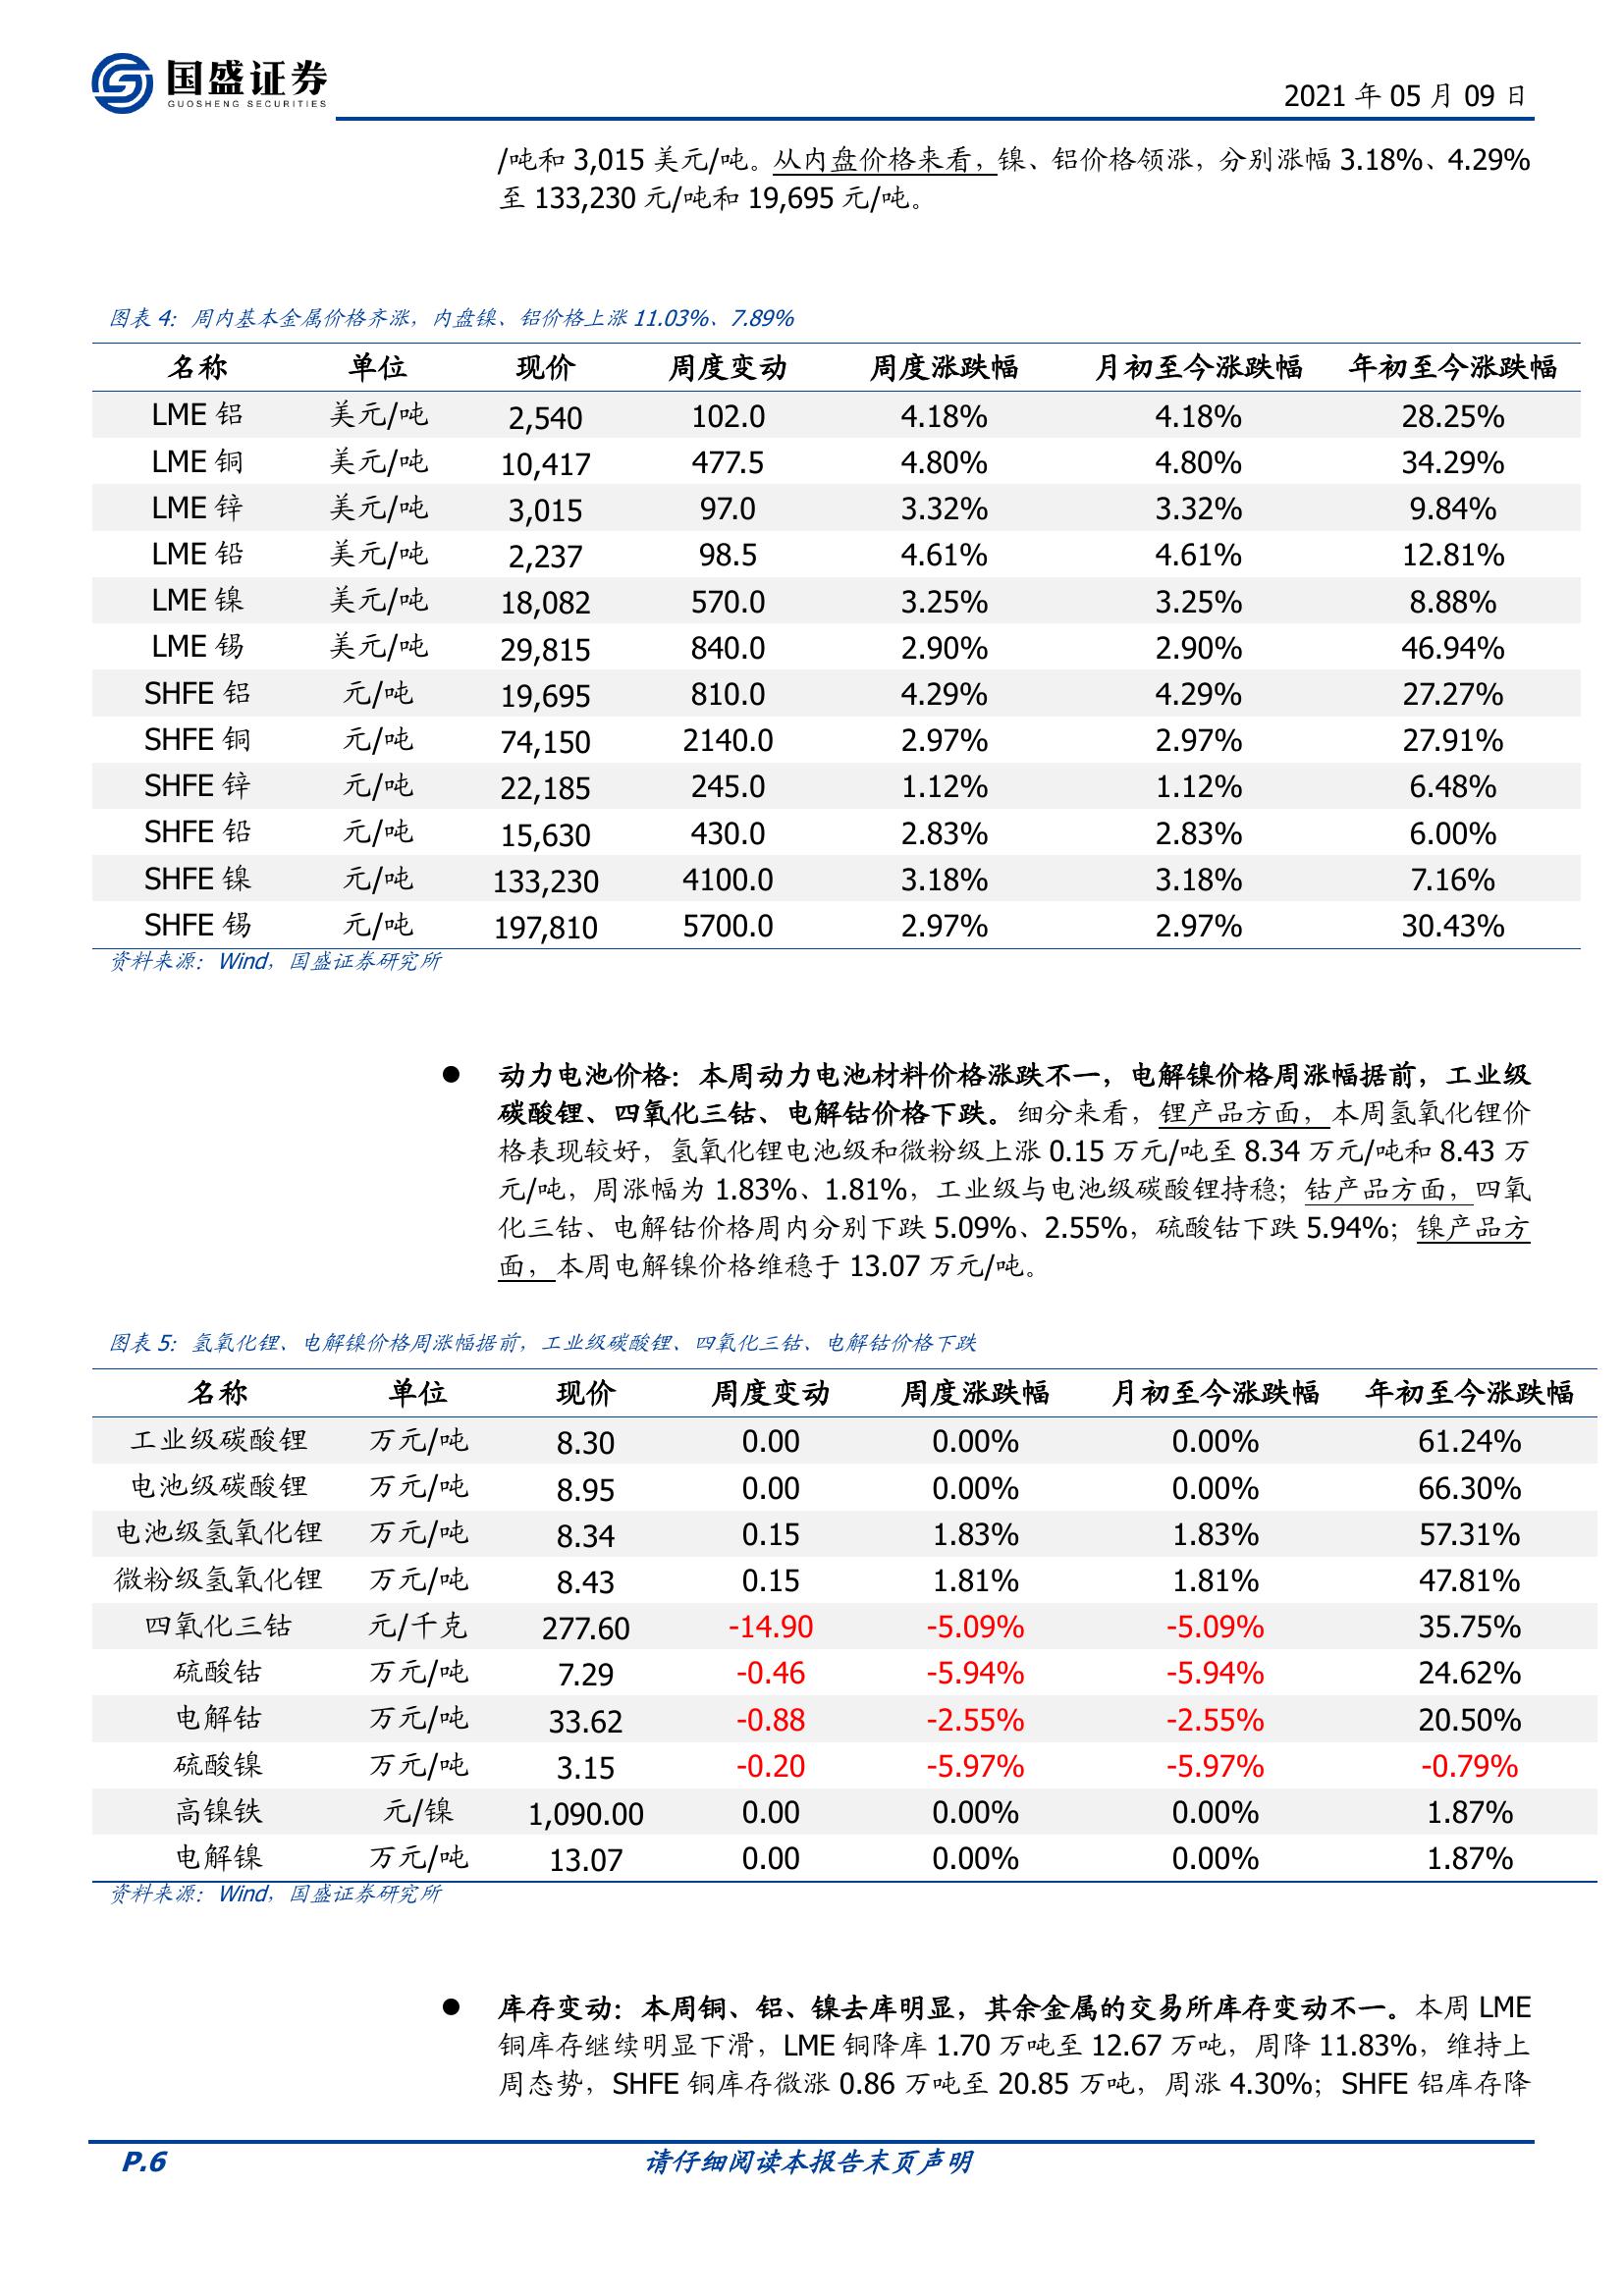 国盛证券
GUOSHENG SECURITIES
2021 年 05 月 09 日
/吨和 3,015 美元/吨。从内盘价格来看，镍、铝价格领涨，分别涨幅 3.18%、4.29%
至 133,230 元/吨和 19,695 元/吨。
图表 4：周内基本金属价格齐涨，内盘镍、铝价格上涨 11.03%、7.89%
名称 单位 现价 周度变动 周度涨跌幅 月初至今涨跌幅 年初至今涨跌幅
LME 铝 美元/吨 2,540 102.0 4.18% 4.18% 28.25%
LME 铜 美元/吨 10,417 477.5 4.80% 4.80% 34.29%
LME 锌 美元/吨 3,015 97.0 3.32% 3.32% 9.84%
LME 铅 美元/吨 2,237 98.5 4.61% 4.61% 12.81%
LME 镍 美元/吨 18,082 570.0 3.25% 3.25% 8.88%
LME 锡 美元/吨 29,815 840.0 2.90% 2.90% 46.94%
SHFE 铝 元/吨 19,695 810.0 4.29% 4.29% 27.27%
SHFE 铜 元/吨 74,150 2140.0 2.97% 2.97% 27.91%
SHFE 锌 元/吨 22,185 245.0 1.12% 1.12% 6.48%
SHFE 铅 元/吨 15,630 430.0 2.83% 2.83% 6.00%
SHFE 镍 元/吨 133,230 4100.0 3.18% 3.18% 7.16%
SHFE 锡 元/吨 197,810 5700.0 2.97% 2.97% 30.43%
资料来源：Wind，国盛证券研究所
● 动力电池价格：本周动力电池材料价格涨跌不一，电解镍价格周涨幅据前，工业级
碳酸锂、四氧化三钴、电解钴价格下跌。细分来看，锂产品方面，本周氢氧化锂价
格表现较好，氢氧化锂电池级和微粉级上涨 0.15 万元/吨至 8.34 万元/吨和 8.43 万
元/吨，周涨幅为 1.83%、1.81%，工业级与电池级碳酸锂持稳；钴产品方面，四氧
化三钴、电解钴价格周内分别下跌 5.09%、2.55%，硫酸钴下跌 5.94%；镍产品方
面，本周电解镍价格维稳于 13.07 万元/吨。
图表 5：氢氧化锂、电解镍价格周涨幅据前，工业级碳酸锂、四氧化三钴、电解钴价格下跌
名称 单位 现价 周度变动 周度涨跌幅 月初至今涨跌幅 年初至今涨跌幅
工业级碳酸锂 万元/吨 8.30 0.00 0.00% 0.00% 61.24%
电池级碳酸锂 万元/吨 8.95 0.00 0.00% 0.00% 66.30%
电池级氢氧化锂 万元/吨 8.34 0.15 1.83% 1.83% 57.31%
微粉级氢氧化锂 万元/吨 8.43 0.15 1.81% 1.81% 47.81%
四氧化三钴 元/千克 277.60 -14.90 -5.09% -5.09% 35.75%
硫酸钴 万元/吨 7.29 -0.46 -5.94% -5.94% 24.62%
电解钴 万元/吨 33.62 -0.88 -2.55% -2.55% 20.50%
硫酸镍 万元/吨 3.15 -0.20 -5.97% -5.97% -0.79%
高镍铁 元/镍 1,090.00 0.00 0.00% 0.00% 1.87%
电解镍 万元/吨 13.07 0.00 0.00% 0.00% 1.87%
资料来源：Wind，国盛证券研究所
● 库存变动：本周铜、铝、镍去库明显，其余金属的交易所库存变动不一。本周 LME
铜库存继续明显下滑，LME 铜降库 1.70 万吨至 12.67 万吨，周降 11.83%，维持上
周态势，SHFE 铜库存微涨 0.86 万吨至 20.85 万吨，周涨 4.30%；SHFE 铝库存降
P.6
请仔细阅读本报告末页声明